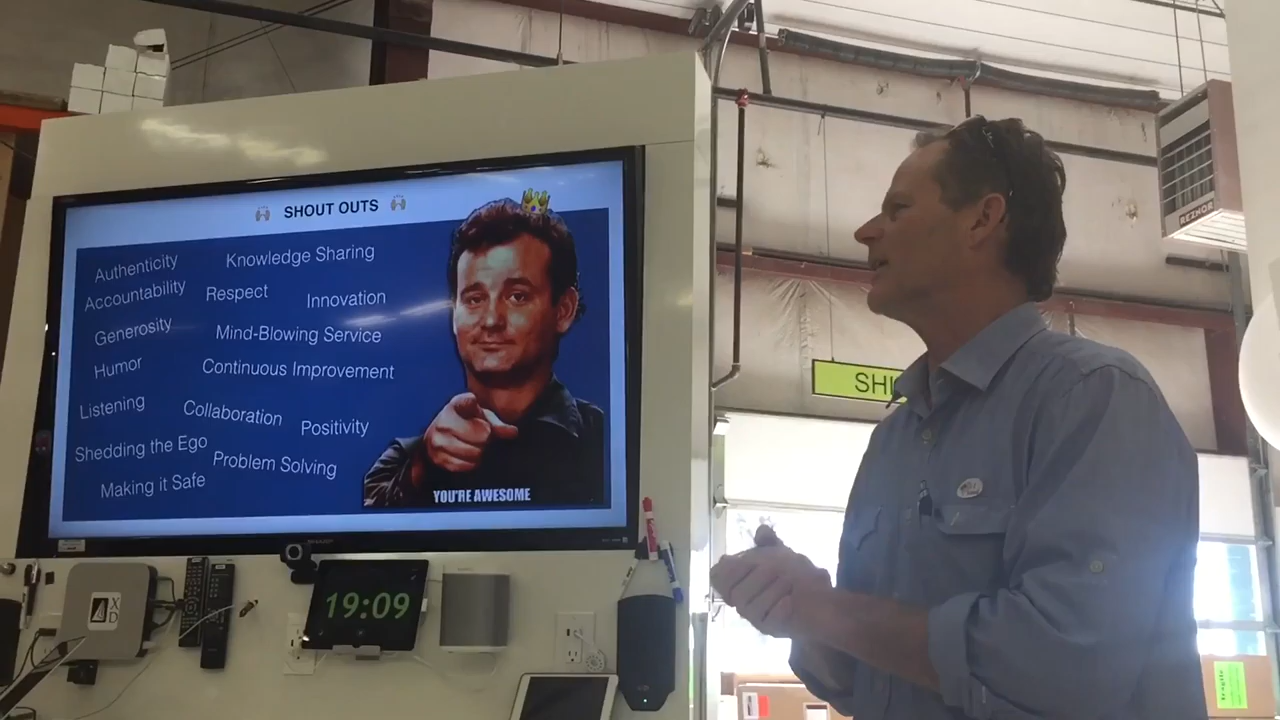 SHOUT OUTS
Authenticity
Knowledge Sharing
Accountability
Respect
Innovation
Generosity
Mind-Blowing Service
Humor
Continuous Improvement
Listening
Collaboration
Positivity
Shedding the Ego
Problem Solving
Making it Safe
YOU'RE AWESOME
SHI
REZNOR
XD
19:09